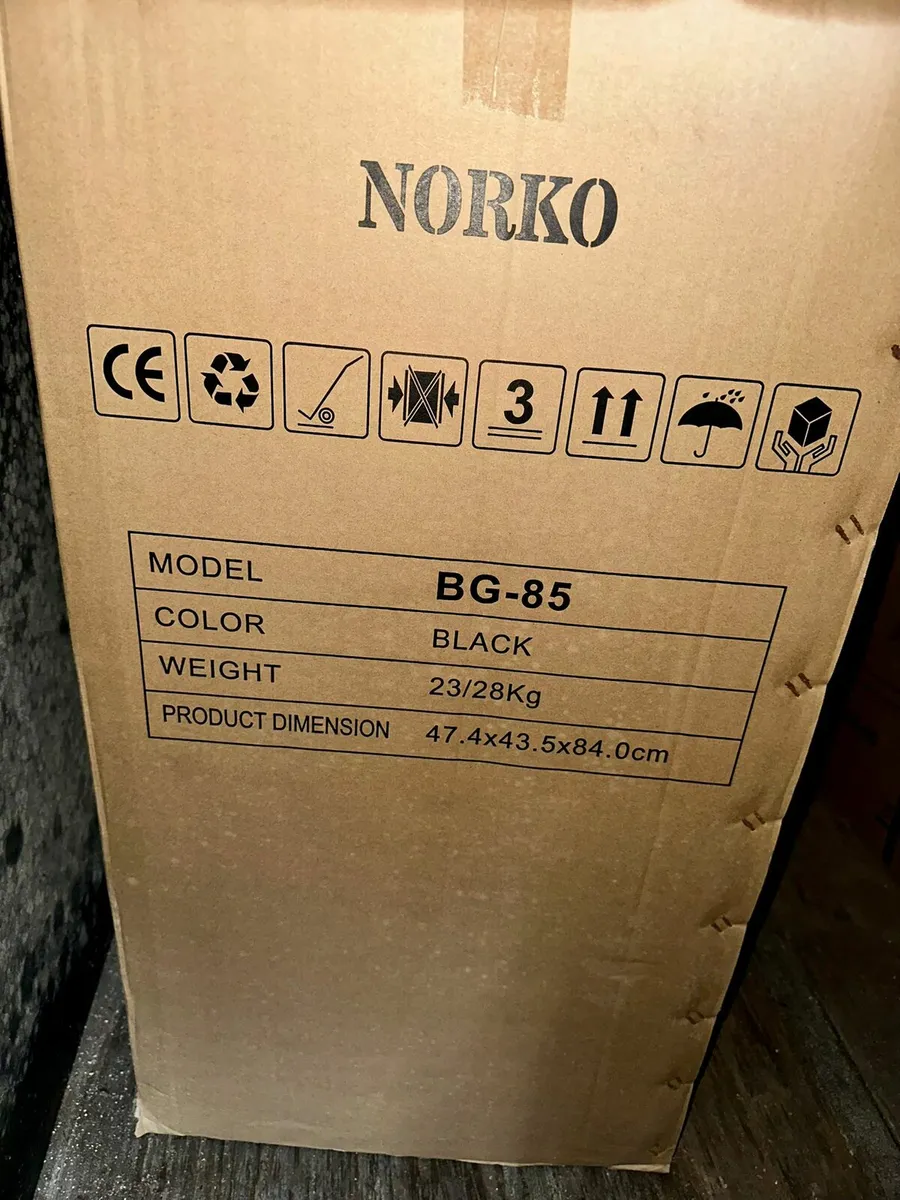 NORKO
CE
3
MODEL BG-85
COLOR BLACK
WEIGHT 23/28Kg
PRODUCT DIMENSION 47.4x43.5x84.0cm